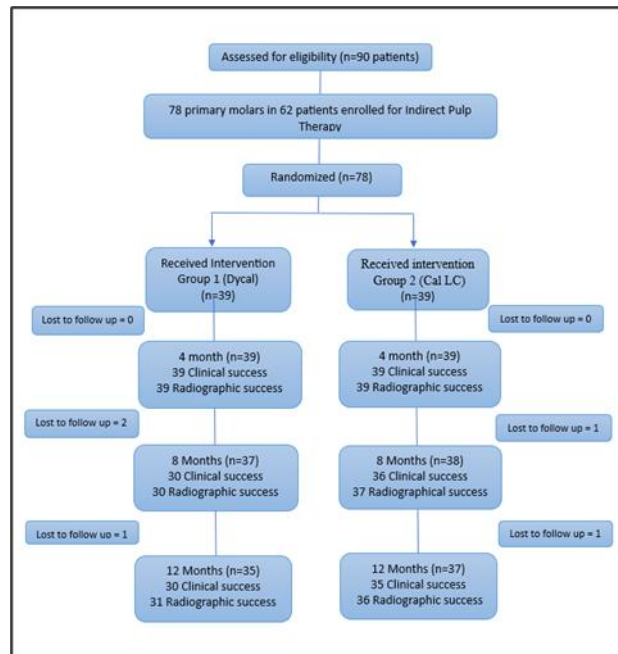 Assessed for eligibility (n=90 patients)
78 primary molars in 62 patients enrolled for Indirect Pulp
Therapy
Randomized (n=78)
Received Intervention
Group 1 (Dycal)
(n=39)
Received intervention
Group 2 (Cal LC)
(n=39)
Lost to follow up = 0
Lost to follow up = 0
4 month (n=39)
39 Clinical success
39 Radiographic success
4 month (n=39)
39 Clinical success
39 Radiographic success
Lost to follow up = 2
Lost to follow up = 1
8 Months (n=37)
30 Clinical success
30 Radiographic success
8 Months (n=38)
36 Clinical success
37 Radiographical success
Lost to follow up = 1
Lost to follow up = 1
12 Months (n=35)
30 Clinical success
31 Radiographic success
12 Months (n=37)
35 Clinical success
36 Radiographic success